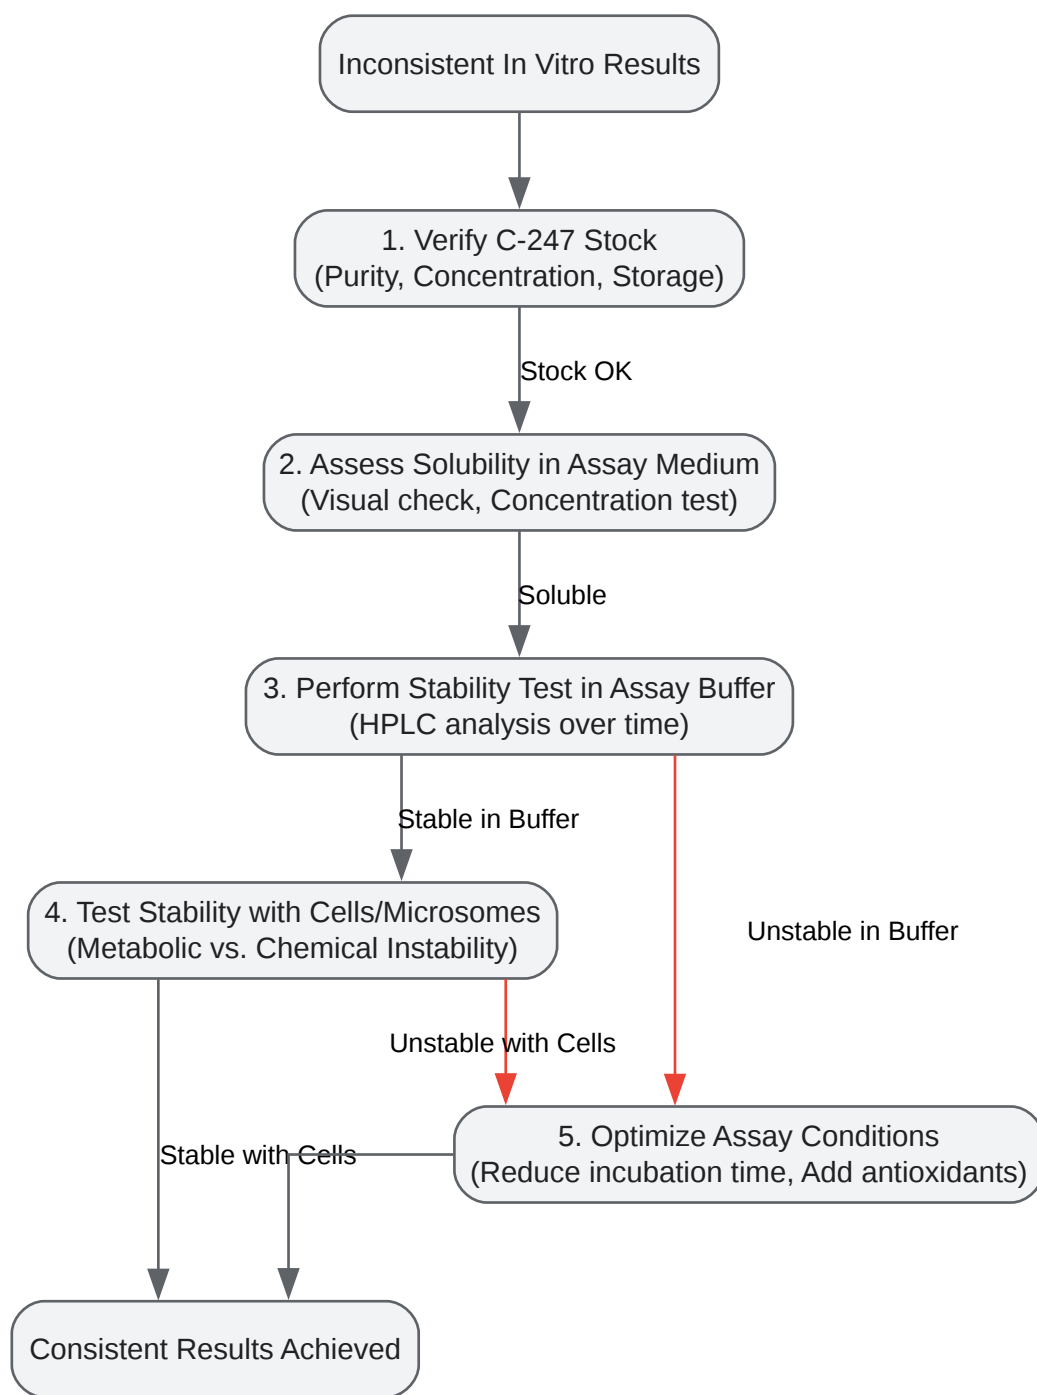 Inconsistent In Vitro Results
1. Verify C-247 Stock
(Purity, Concentration, Storage)
Stock OK
2. Assess Solubility in Assay Medium
(Visual check, Concentration test)
Soluble
3. Perform Stability Test in Assay Buffer
(HPLC analysis over time)
Stable in Buffer
4. Test Stability with Cells/Microsomes
(Metabolic vs. Chemical Instability)
Unstable in Buffer
Unstable with Cells
5. Optimize Assay Conditions
(Reduce incubation time, Add antioxidants)
Stable with Cells
Consistent Results Achieved